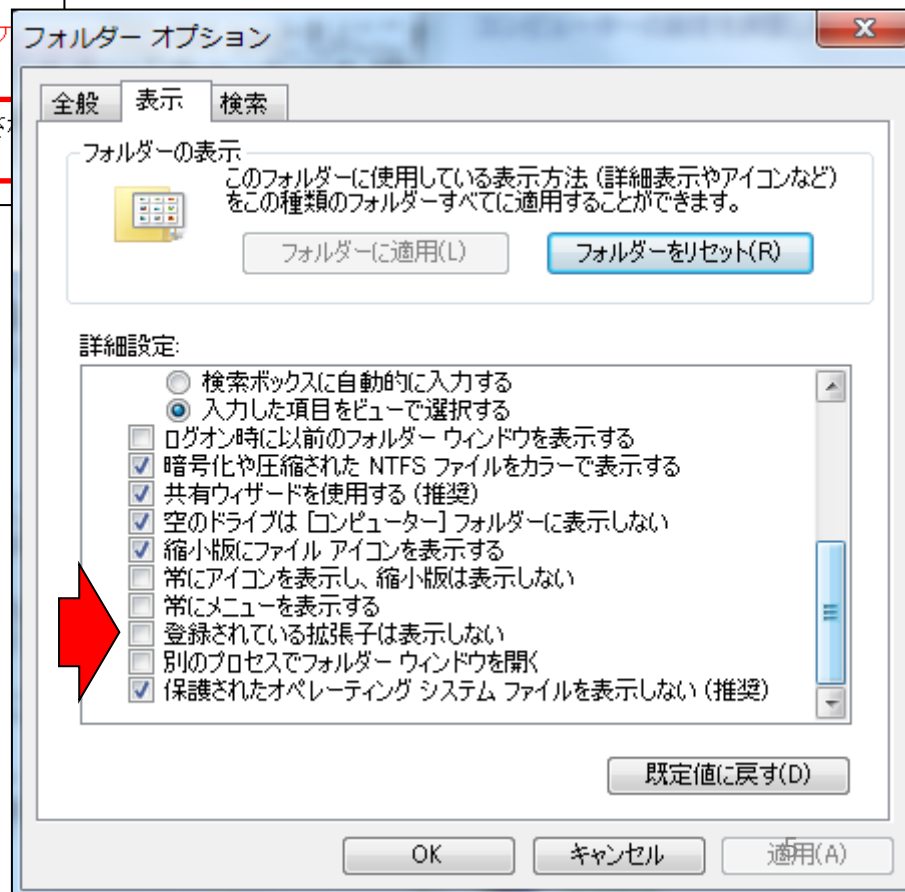 フォルダー オプション
全般
表示
検索
フォルダーの表示
このフォルダーに使用している表示方法 (詳細表示やアイコンなど)
をこの種類のフォルダーすべてに適用することができます。
フォルダーに適用(L)
フォルダーをリセット(R)
詳細設定:
検索ボックスに自動的に入力する
入力した項目をビューで選択する
ログオン時に以前のフォルダー ウィンドウを表示する
暗号化や圧縮された NTFS ファイルをカラーで表示する
共有ウィザードを使用する (推奨)
空のドライブは [コンピューター] フォルダーに表示しない
縮小版にファイル アイコンを表示する
常にアイコンを表示し、縮小版は表示しない
常にメニューを表示する
登録されている拡張子は表示しない
別のプロセスでフォルダー ウィンドウを開く
保護されたオペレーティング システム ファイルを表示しない (推奨)
既定値に戻す(D)
OK
キャンセル
適用(A)
5